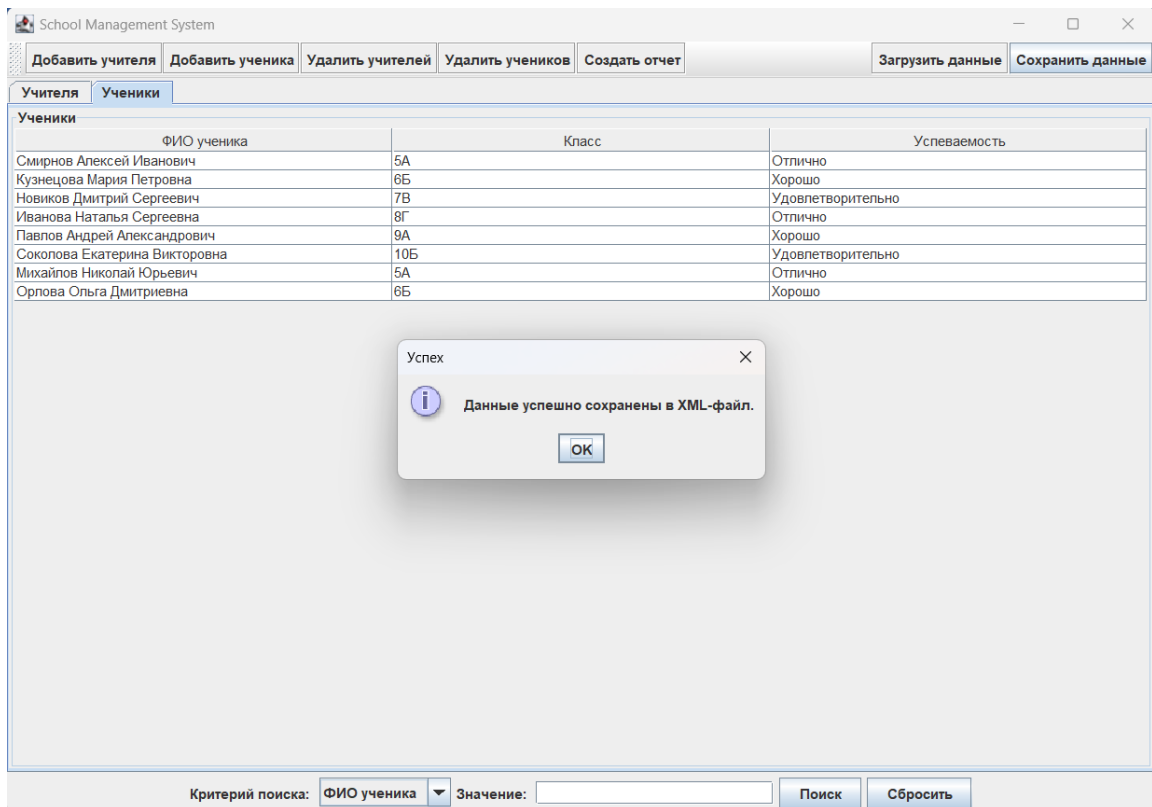 School Management System
Добавить учителя Добавить ученика Удалить учителей Удалить учеников Создать отчет Загрузить данные Сохранить данные
Учителя Ученики
Ученики
ФИО ученика Класс Успеваемость
Смирнов Алексей Иванович 5А Отлично
Кузнецова Мария Петровна 6Б Хорошо
Новиков Дмитрий Сергеевич 7В Удовлетворительно
Иванова Наталья Сергеевна 8Г Отлично
Павлов Андрей Александрович 9А Хорошо
Соколова Екатерина Викторовна 10Б Удовлетворительно
Михайлов Николай Юрьевич 5А Отлично
Орлова Ольга Дмитриевна 6Б Хорошо
Успех
Данные успешно сохранены в XML-файл.
OK
Критерий поиска: ФИО ученика Значение: Поиск Сбросить